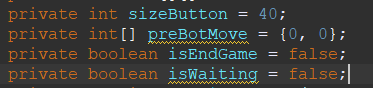 private int sizeButton = 40;
private int[] preBotMove = {0, 0};
private boolean isEndGame = false;
private boolean isWaiting = false;